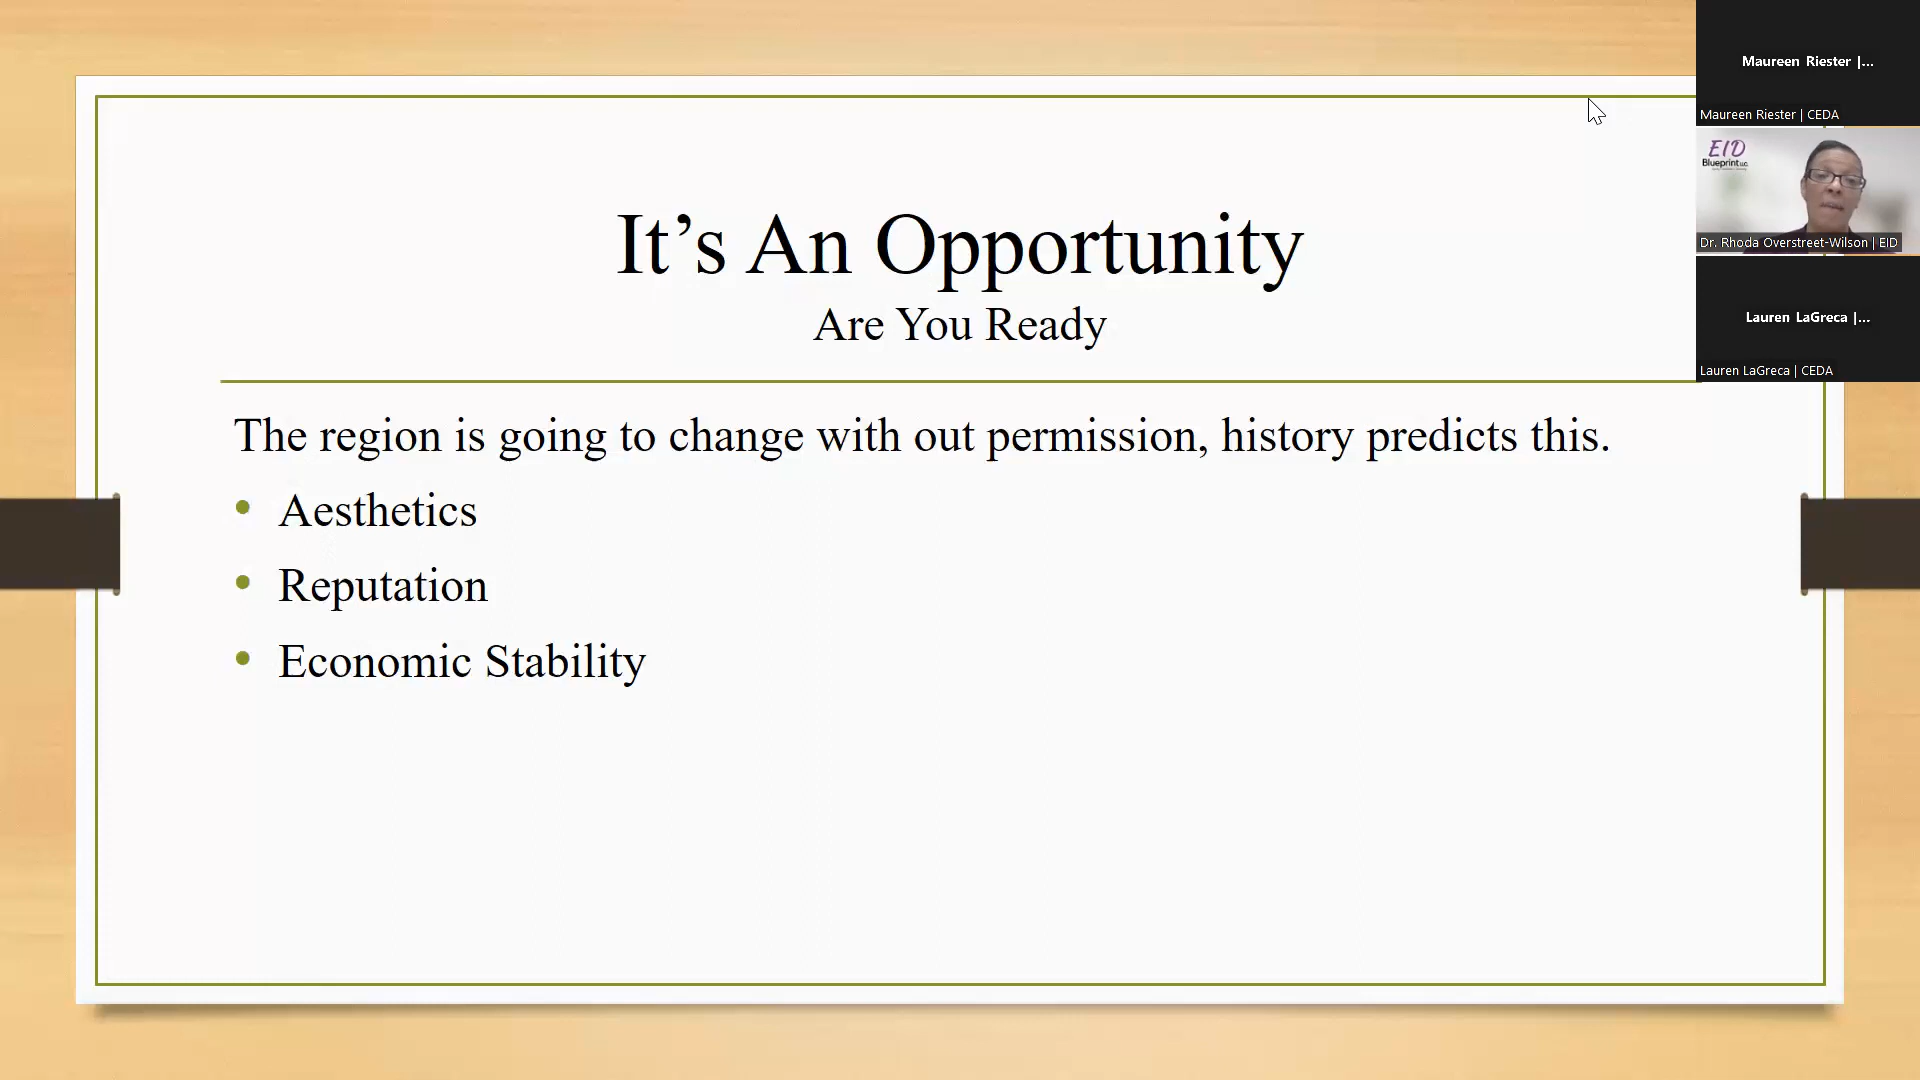 It's An Opportunity
Are You Ready
The region is going to change with out permission, history predicts this.
• Aesthetics
• Reputation
• Economic Stability
Maureen Riester |...
Maureen Riester | CEDA
EID
Blueprint LLC
Dr. Rhoda Overstreet-Wilson | EID
Lauren LaGreca |...
Lauren LaGreca | CEDA